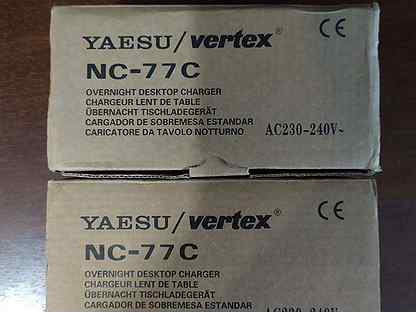 YAESU/vertex® CE
NC-77C
OVERNIGHT DESKTOP CHARGER
CHARGEUR LENT DE TABLE
ÜBERNACHT TISCHLADEGERÄT
CARGADOR DE SOBREMESA ESTANDAR
CARICATORE DA TAVOLO NOTTURNO AC230-240V~
YAESU/vertex® CE
NC-77C
OVERNIGHT DESKTOP CHARGER
CHARGEUR LENT DE TABLE
ÜBERNACHT TISCHLADEGERÄT
CARGADOR DE SOBREMESA ESTANDAR
AC230-240V~